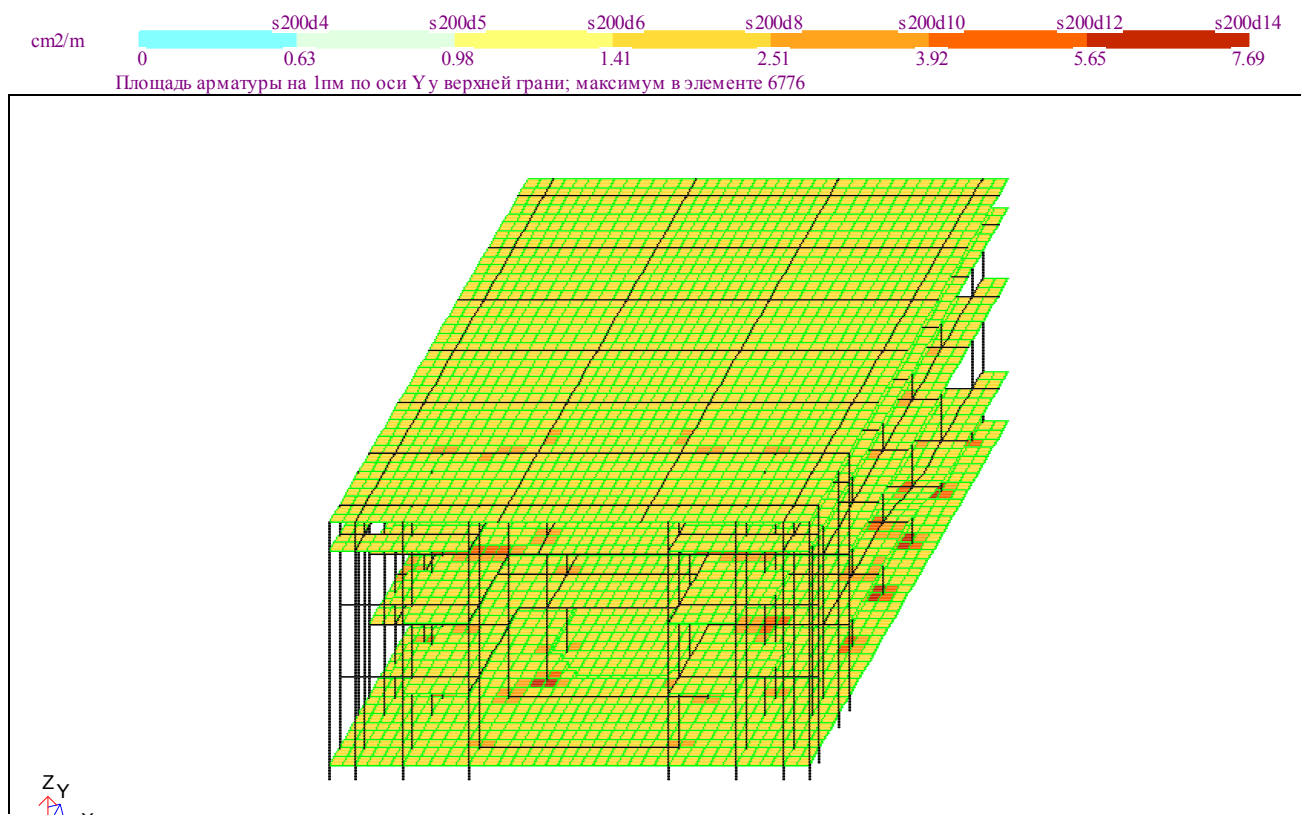 s200d4 s200d5 s200d6 s200d8 s200d10 s200d12 s200d14
cm2/m
0 0.63 0.98 1.41 2.51 3.92 5.65 7.69
Площадь арматуры на 1пм по оси Y у верхней грани; максимум в элементе 6776
Z Y